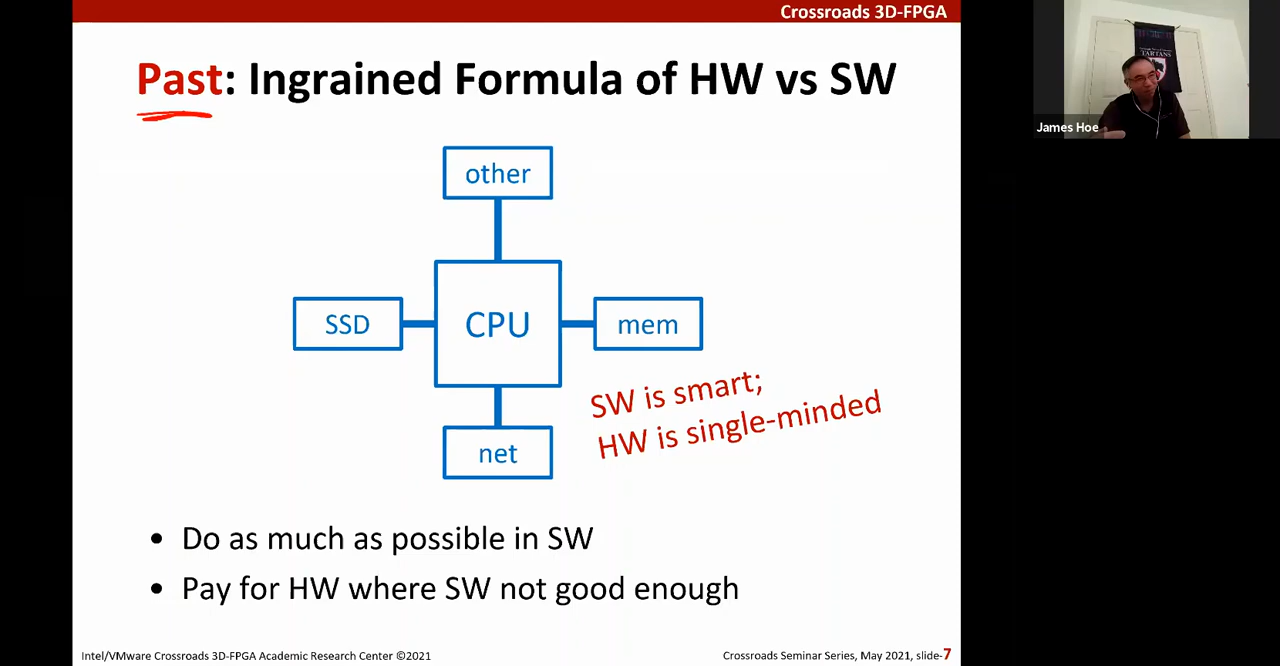 Crossroads 3D-FPGA
Past: Ingrained Formula of HW vs SW
other
SSD
CPU
mem
SW is smart;
HW is single-minded
net
• Do as much as possible in SW
• Pay for HW where SW not good enough
Intel/VMware Crossroads 3D-FPGA Academic Research Center ©2021
Crossroads Seminar Series, May 2021, slide-7
TARTANS
James Hoe